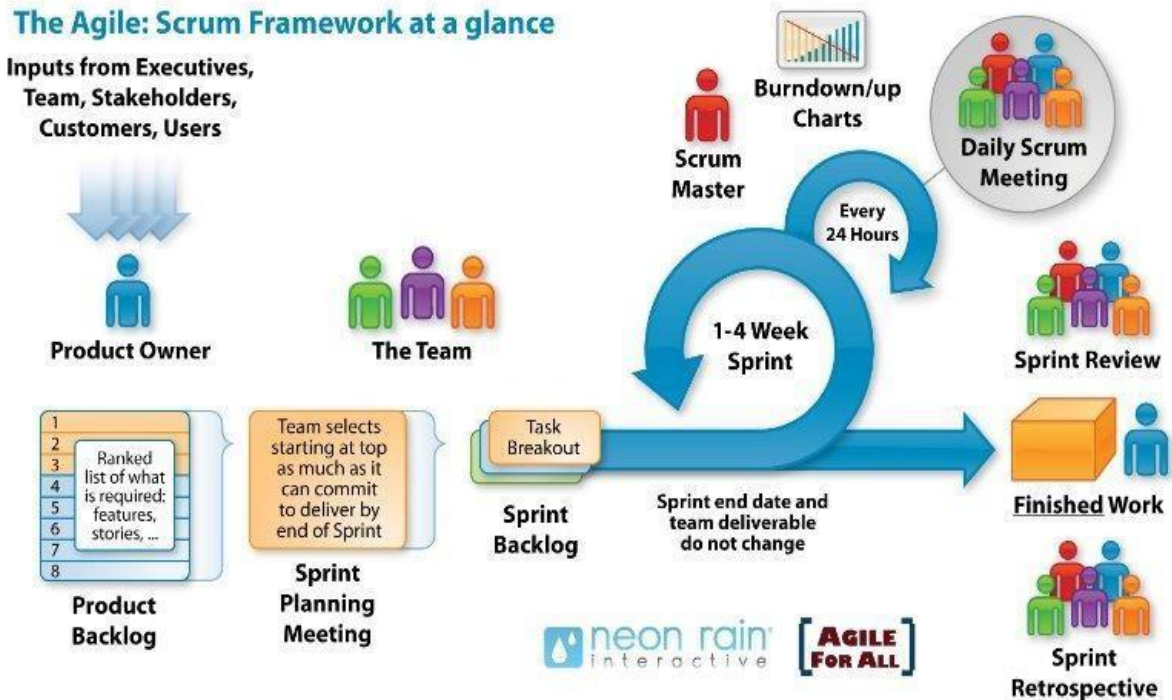 The Agile: Scrum Framework at a glance
Inputs from Executives,
Team, Stakeholders,
Customers, Users
Product Owner
The Team
Scrum
Master
Burndown/up
Charts
Daily Scrum
Meeting
Every
24 Hours
1-4 Week
Sprint
Sprint Review
1
2
3
4
5
6
7
8
Ranked
list of what
is required:
features,
stories, ...
Product
Backlog
Team selects
starting at top
as much as it
can commit
to deliver by
end of Sprint
Sprint
Planning
Meeting
Task
Breakout
Sprint
Backlog
Sprint end date and
team deliverable
do not change
Finished Work
Sprint
Retrospective
neon rain
interactive
AGILE
FOR ALL